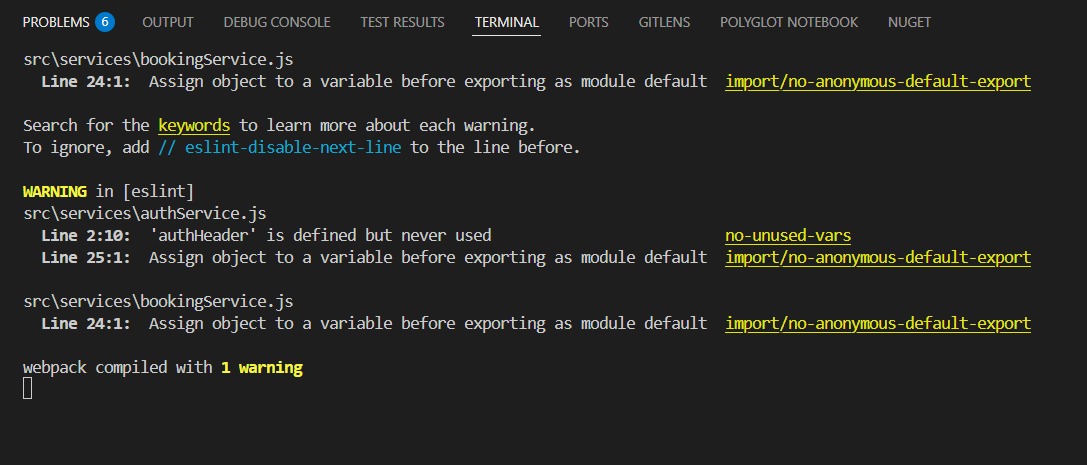 PROBLEMS 6 OUTPUT DEBUG CONSOLE TEST RESULTS TERMINAL PORTS GITLENS POLYGLOT NOTEBOOK NUGET
src\services\bookingService.js
Line 24:1: Assign object to a variable before exporting as module default import/no-anonymous-default-export
Search for the keywords to learn more about each warning.
To ignore, add // eslint-disable-next-line to the line before.
WARNING in [eslint]
src\services\authService.js
Line 2:10: 'authHeader' is defined but never used no-unused-vars
Line 25:1: Assign object to a variable before exporting as module default import/no-anonymous-default-export
src\services\bookingService.js
Line 24:1: Assign object to a variable before exporting as module default import/no-anonymous-default-export
webpack compiled with 1 warning